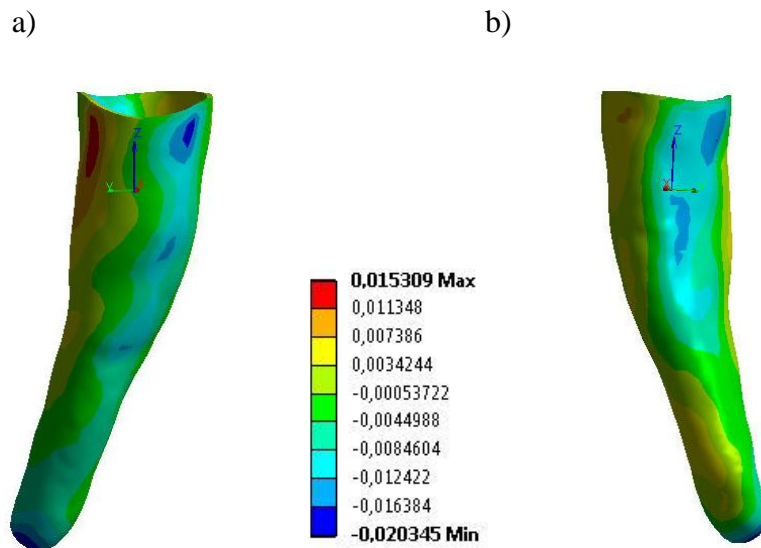 a)
b)
Z
Y
Z
0,015309 Max
0,011348
0,007386
0,0034244
-0,00053722
-0,0044988
-0,0084604
-0,012422
-0,016384
-0,020345 Min